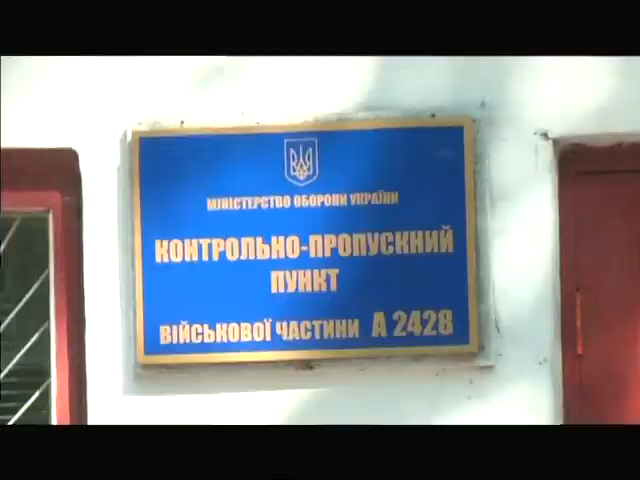 МІНІСТЕРСТВО ОБОРОНИ УКРАЇНИ
КОНТРОЛЬНО-ПРОПУСКНИЙ
ПУНКТ
ВІЙСЬКОВОЇ ЧАСТИНИ А 2428